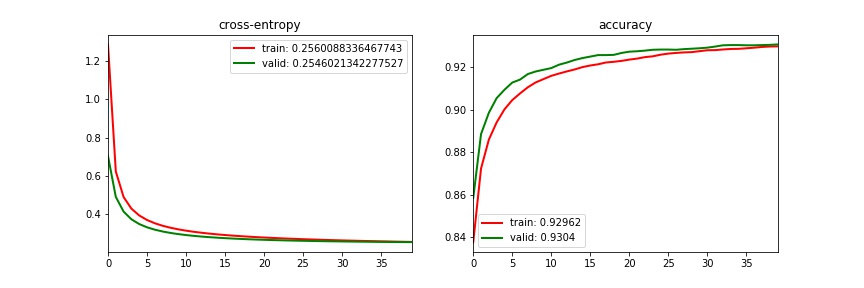 cross-entropy
train: 0.2560088336467743
valid: 0.2546021342277527
1.2
1.0
0.8
0.6
0.4
0 5 10 15 20 25 30 35
accuracy
0.92
0.90
0.88
0.86
0.84
train: 0.92962
valid: 0.9304
0 5 10 15 20 25 30 35